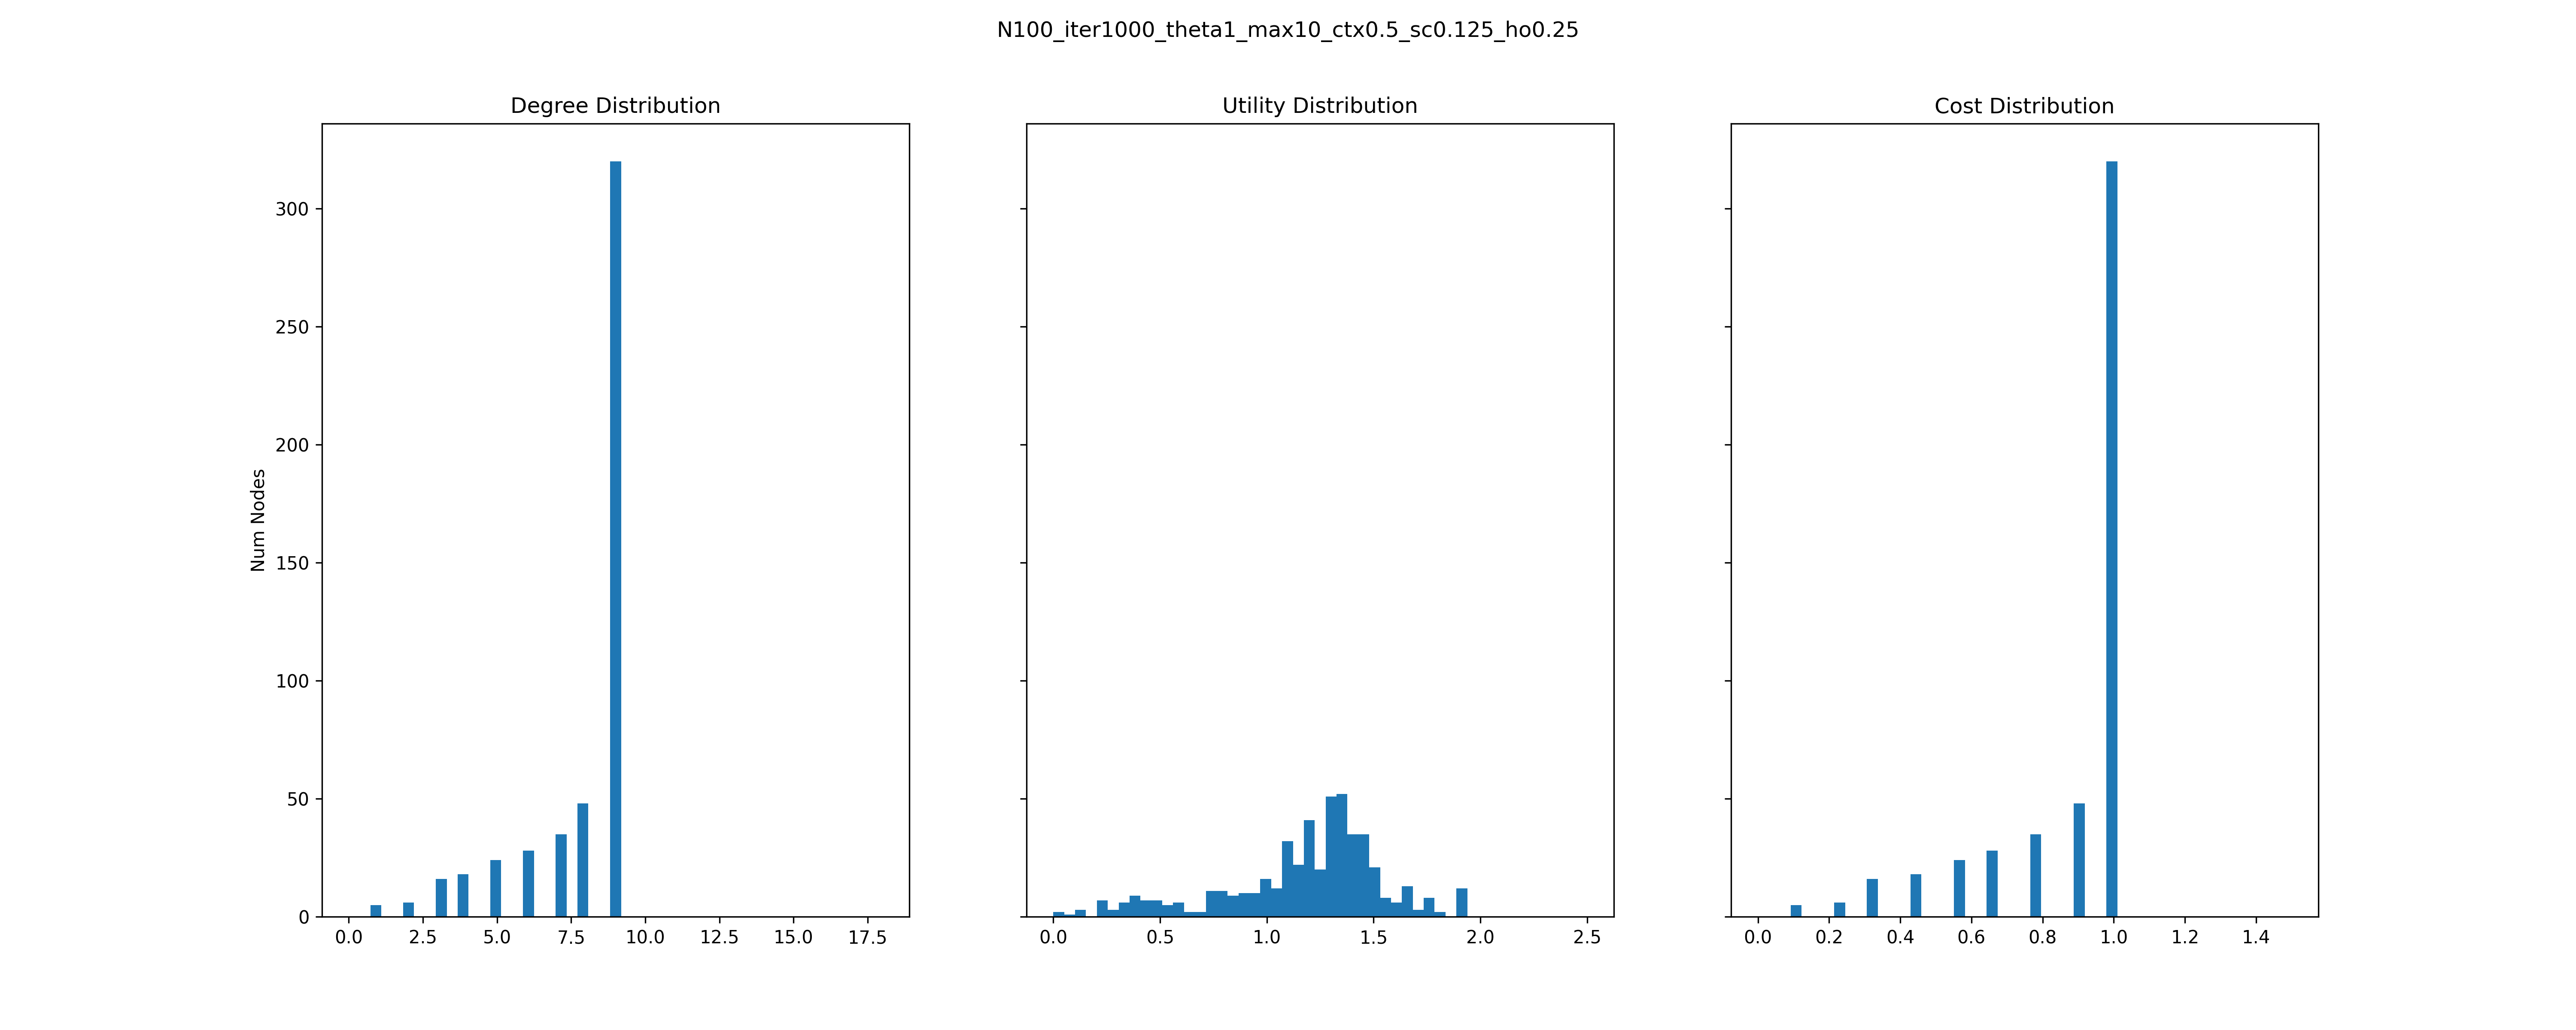 N100_iter1000_theta1_max10_ctx0.5_sc0.125_ho0.25
Degree Distribution
Utility Distribution
Cost Distribution
Num Nodes
300
250
200
150
100
50
0
0.0 2.5 5.0 7.5 10.0 12.5 15.0 17.5
0.0 0.5 1.0 1.5 2.0 2.5
0.0 0.2 0.4 0.6 0.8 1.0 1.2 1.4